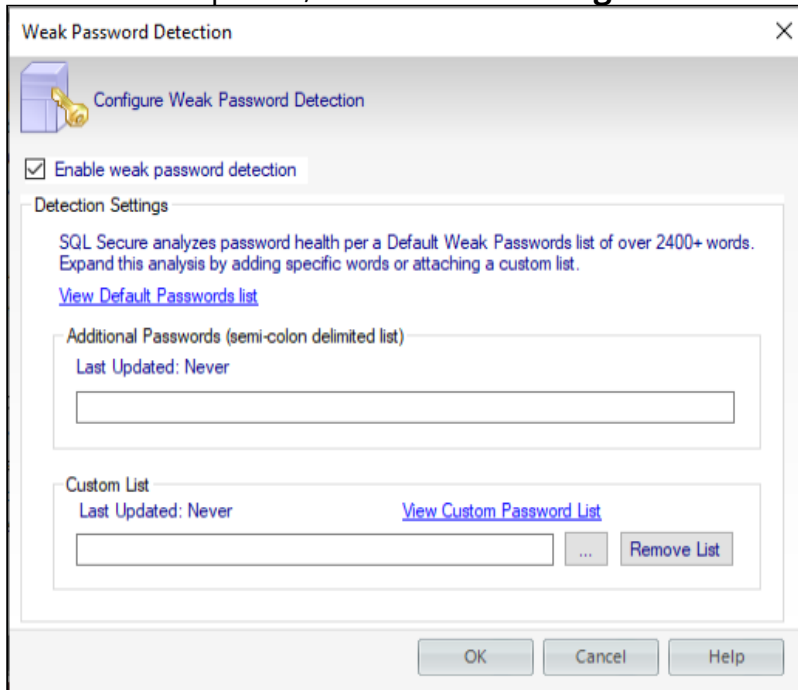 Weak Password Detection
Configure Weak Password Detection
Enable weak password detection
Detection Settings
SQL Secure analyzes password health per a Default Weak Passwords list of over 2400+ words.
Expand this analysis by adding specific words or attaching a custom list.
View Default Passwords list
Additional Passwords (semi-colon delimited list)
Last Updated: Never
Custom List
Last Updated: Never View Custom Password List
... Remove List
OK Cancel Help